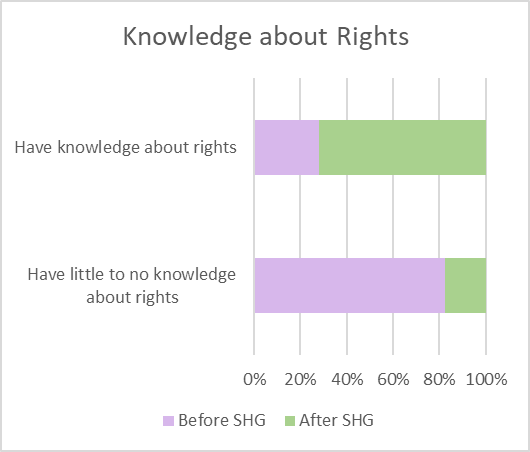 Knowledge about Rights
Have knowledge about rights
Have little to no knowledge
about rights
0% 20% 40% 60% 80% 100%
Before SHG After SHG